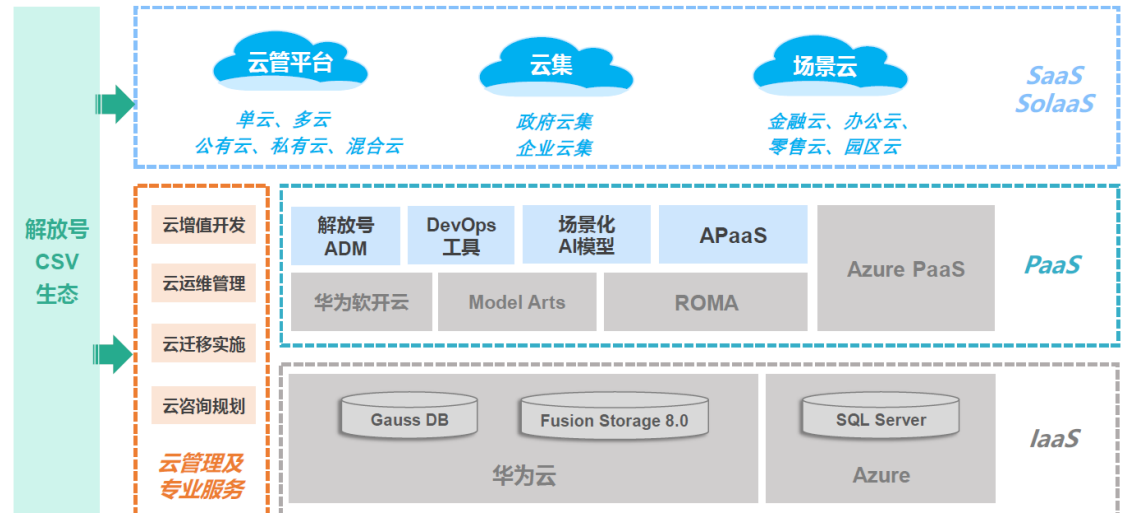 解放号
CSV
生态
云管平台
单云、多云
公有云、私有云、混合云
云集
政府云集
企业云集
场景云
金融云、办公云、
零售云、园区云
SaaS
SolaaS
云增值开发
云运维管理
云迁移实施
云咨询规划
云管理及
专业服务
解放号
ADM
DevOps
工具
场景化
AI模型
APaaS
华为软开云
Model Arts
ROMA
Azure PaaS
PaaS
Gauss DB
Fusion Storage 8.0
华为云
SQL Server
Azure
IaaS